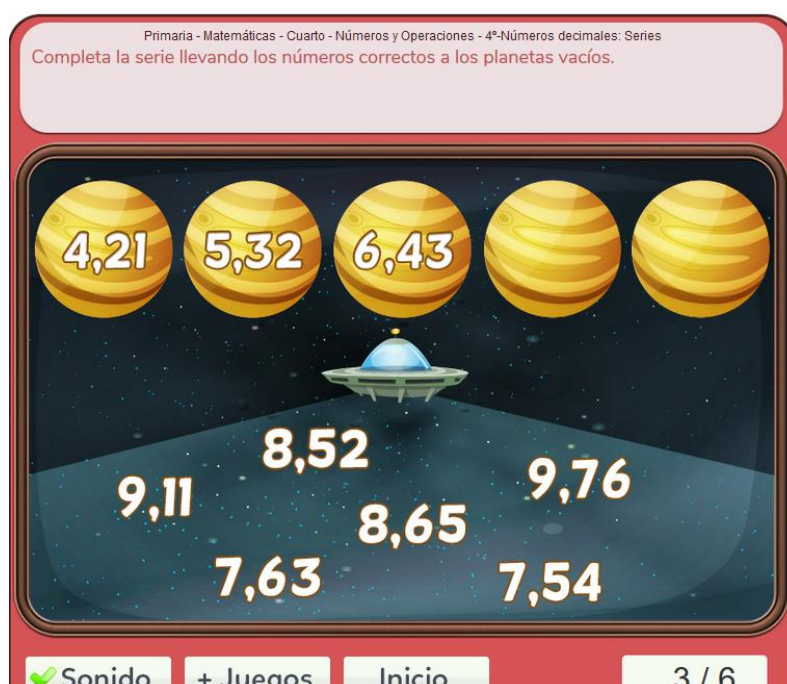 Primaria - Matemáticas - Cuarto - Números y Operaciones - 4º-Números decimales: Series
Completa la serie llevando los números correctos a los planetas vacíos.
4,21 5,32 6,43
8,52
9,76
9,11
8,65
7,63
7,54
Sonido + Juegos Inicio 3 / 6